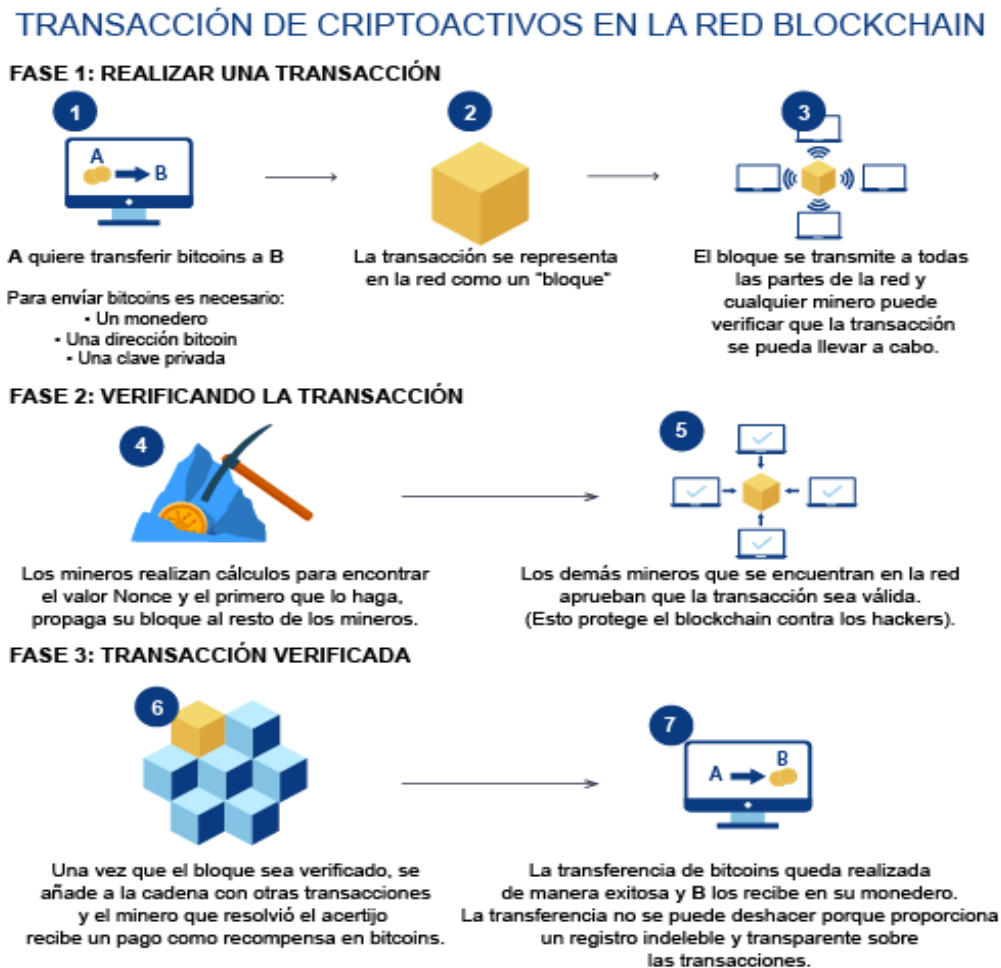 TRANSACCIÓN DE CRIPTOACTIVOS EN LA RED BLOCKCHAIN
FASE 1: REALIZAR UNA TRANSACCIÓN
1
A
B
A quiere transferir bitcoins a B
Para envíar bitcoins es necesario:
• Un monedero
• Una dirección bitcoin
• Una clave privada
2
La transacción se representa
en la red como un "bloque"
3
El bloque se transmite a todas
las partes de la red y
cualquier minero puede
verificar que la transacción
se pueda llevar a cabo.
FASE 2: VERIFICANDO LA TRANSACCIÓN
4
Los mineros realizan cálculos para encontrar
el valor Nonce y el primero que lo haga,
propaga su bloque al resto de los mineros.
5
Los demás mineros que se encuentran en la red
aprueban que la transacción sea válida.
(Esto protege el blockchain contra los hackers).
FASE 3: TRANSACCIÓN VERIFICADA
6
Una vez que el bloque sea verificado, se
añade a la cadena con otras transacciones
y el minero que resolvió el acertijo
recibe un pago como recompensa en bitcoins.
7
A
B
La transferencia de bitcoins queda realizada
de manera exitosa y B los recibe en su monedero.
La transferencia no se puede deshacer porque proporciona
un registro indeleble y transparente sobre
las transacciones.